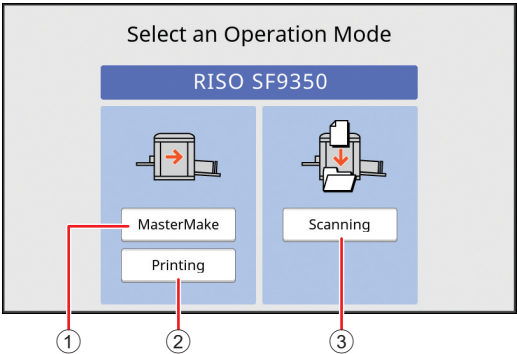 Select an Operation Mode
RISO SF9350
MasterMake
Scanning
Printing
① ② ③